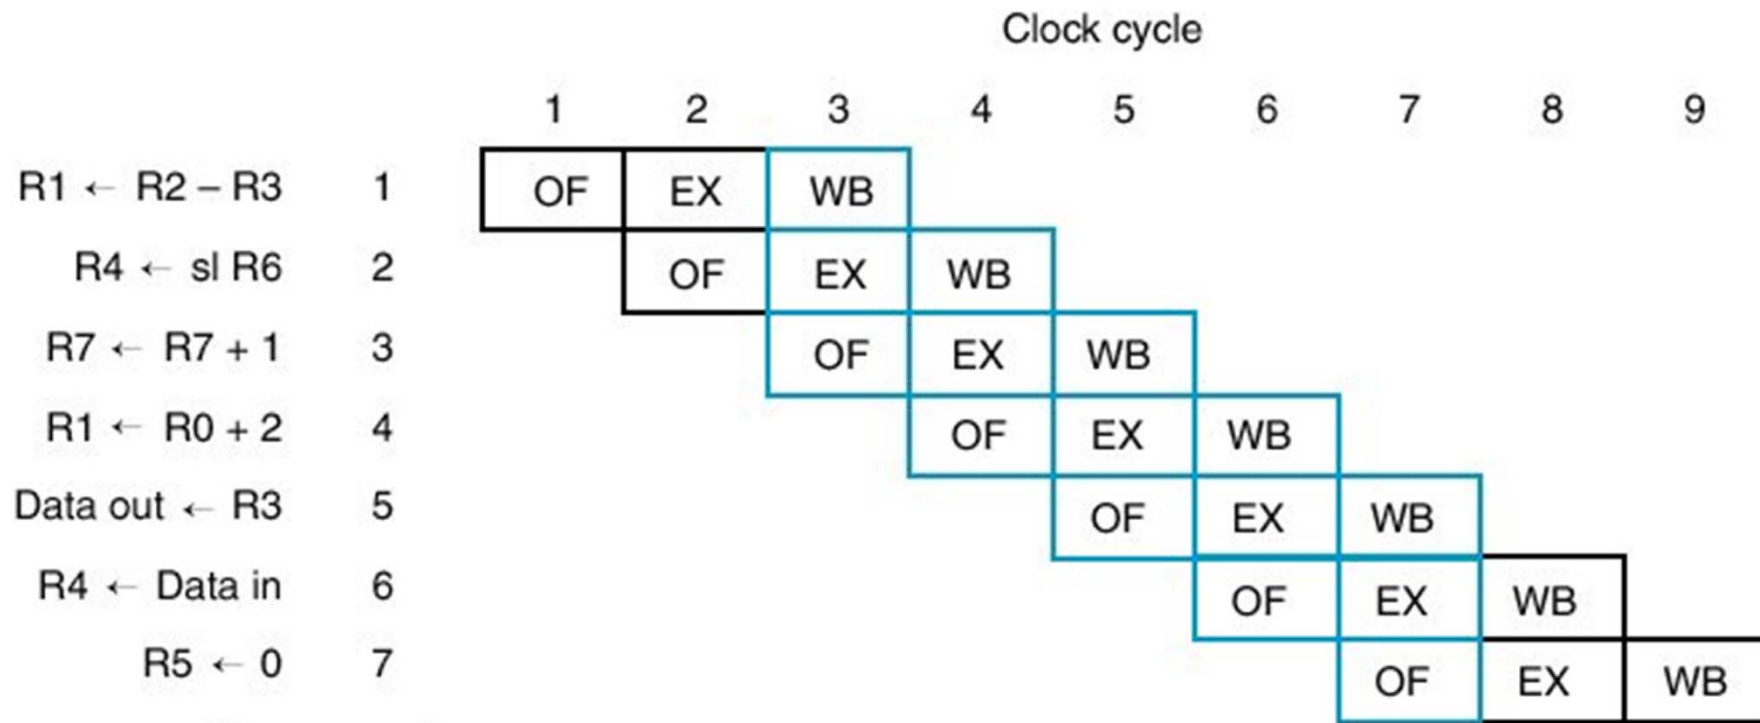 Clock cycle
1 2 3 4 5 6 7 8 9
R1 ← R2 – R3 1 OF EX WB
R4 ← sl R6 2 OF EX WB
R7 ← R7 + 1 3 OF EX WB
R1 ← R0 + 2 4 OF EX WB
Data out ← R3 5 OF EX WB
R4 ← Data in 6 OF EX WB
R5 ← 0 7 OF EX WB